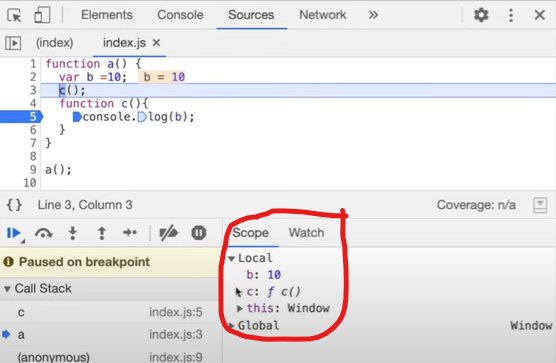 Elements Console Sources Network »
(index) index.js ×
1 function a() {
2 var b =10; b = 10
3 c();
4 function c(){
5 console.log(b);
6 }
7 }
8
9 a();
10
{} Line 3, Column 3 Coverage: n/a
Scope Watch
Paused on breakpoint
Call Stack
c index.js:5
a index.js:3
(anonymous) index.js:9
Local
b: 10
c: ƒ c()
this: Window
Global Window